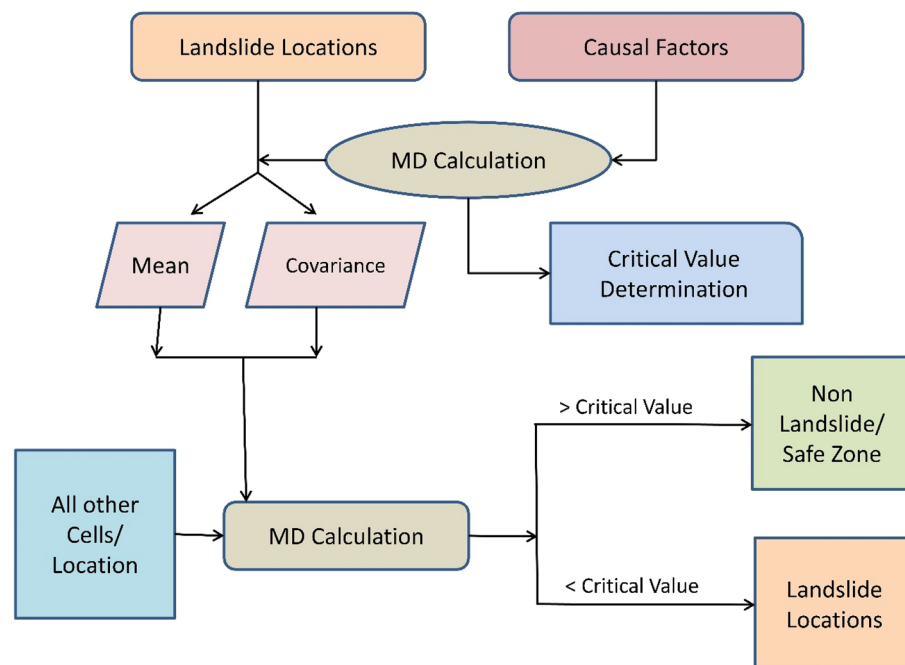 Landslide Locations
Causal Factors
MD Calculation
Mean
Covariance
Critical Value
Determination
> Critical Value
Non
Landslide/
Safe Zone
All other
Cells/
Location
MD Calculation
< Critical Value
Landslide
Locations